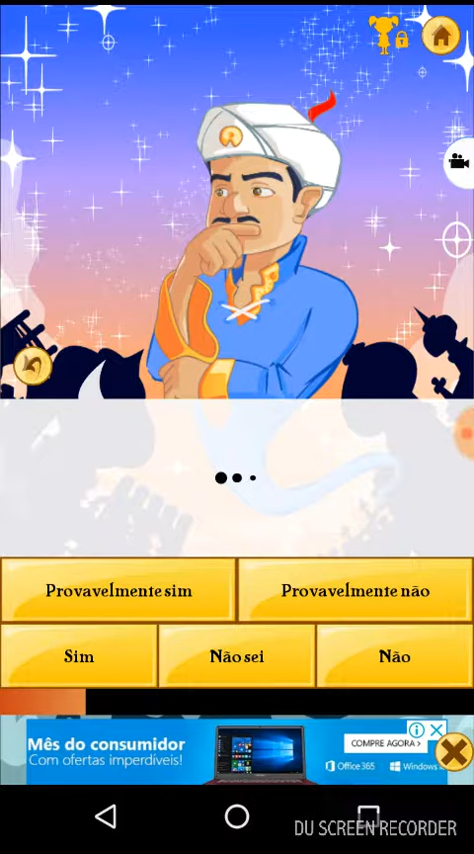 Provavelmente sim
Provavelmente não
Sim
Não sei
Não
Mês do consumidor
Com ofertas imperdíveis!
COMPRE AGORA >
Office 365
Windows
DU SCREEN RECORDER